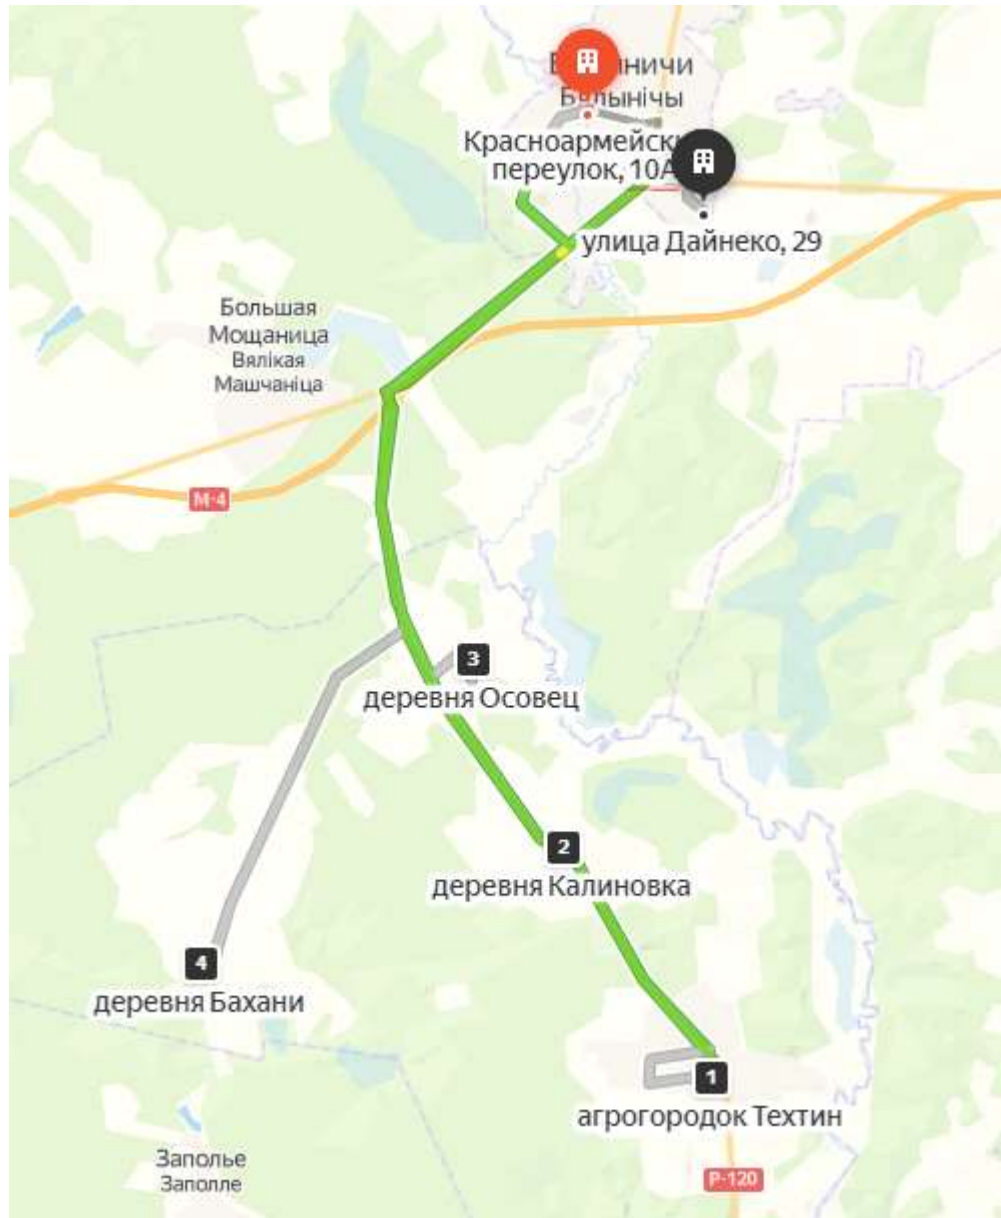 ничи
Бялынічы
Красноармейск
переулок, 10А
улица Дайнеко, 29
Большая
Мощаница
Вялікая
Машчаніца
М-4
3
деревня Осовец
2
деревня Калиновка
4
деревня Бахани
1
агрогородок Техтин
Заполье
Заполле
Р-120